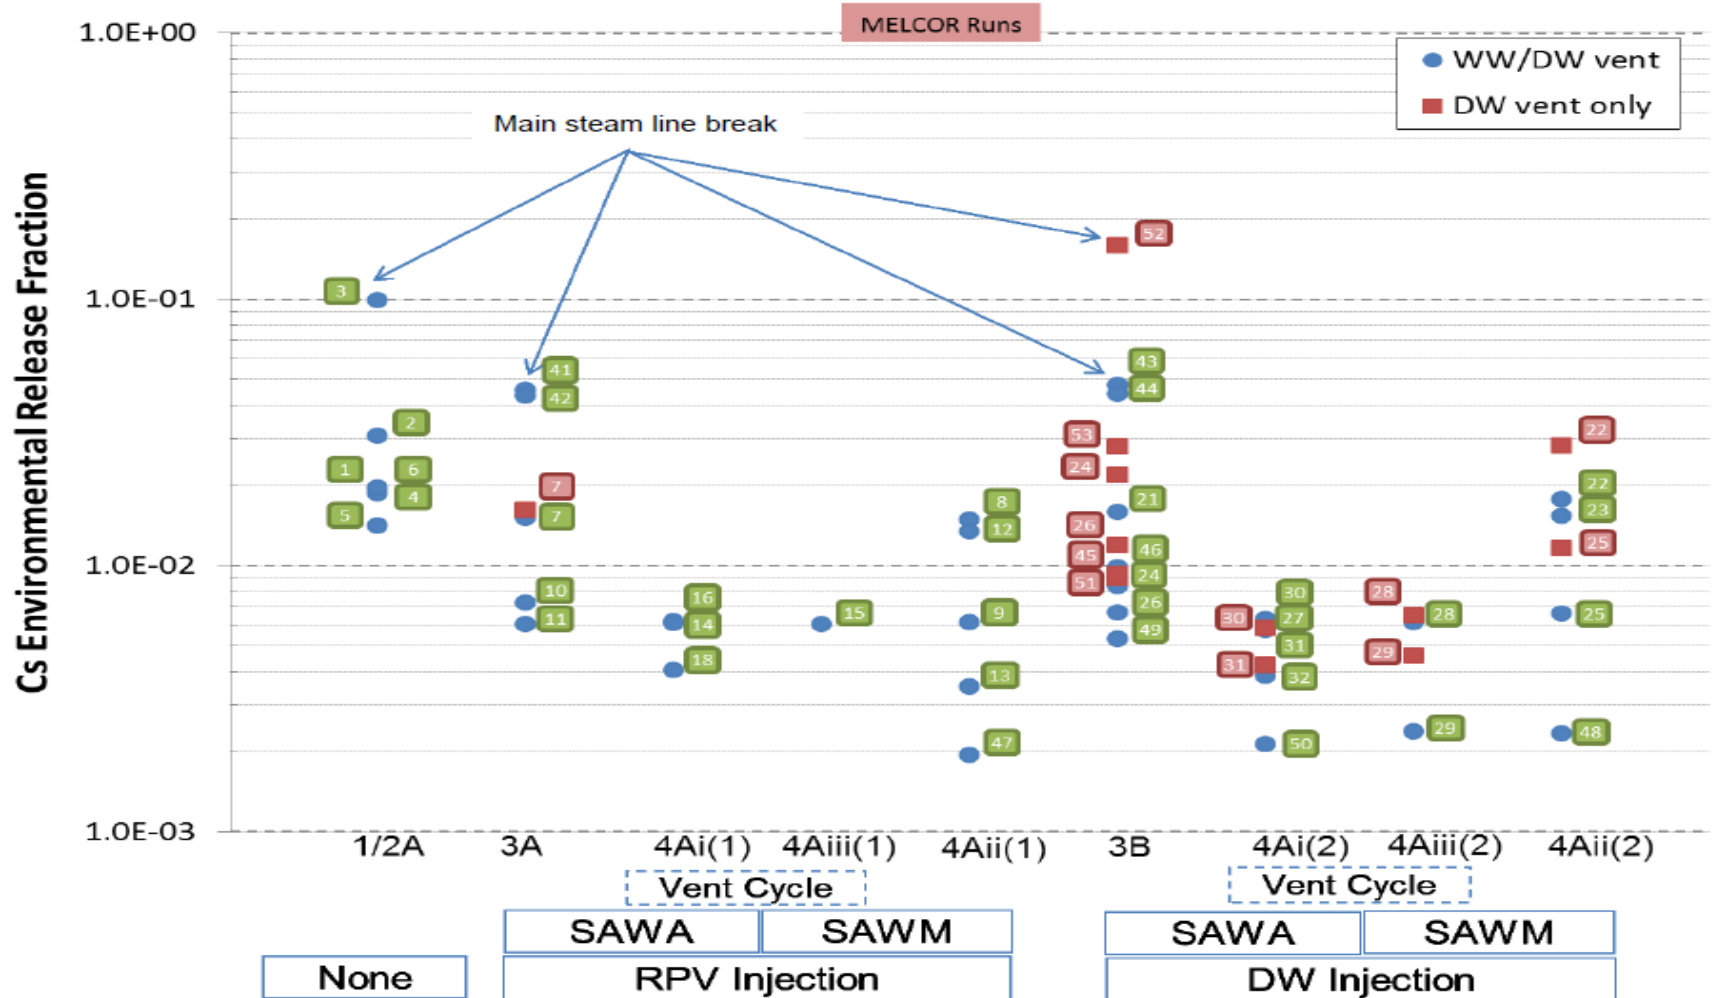 MELCOR Runs
1.0E+00
WW/DW vent
DW vent only
Main steam line break
Cs Environmental Release Fraction
52
3
1.0E-01
43
41
44
42
2
53
22
1
6
24
7
22
4
21
8
5
7
23
12
26
25
46
45
1.0E-02
24
51
10
30
28
16
26
11
15
9
30
27
28
25
14
49
31
18
31
29
13
32
47
50
29
48
1.0E-03
1/2A
3A
4Ai(1)
4Aiii(1)
4Aii(1)
3B
4Ai(2)
4Aiii(2)
4Aii(2)
Vent Cycle
Vent Cycle
SAWA
SAWM
SAWA
SAWM
None
RPV Injection
DW Injection